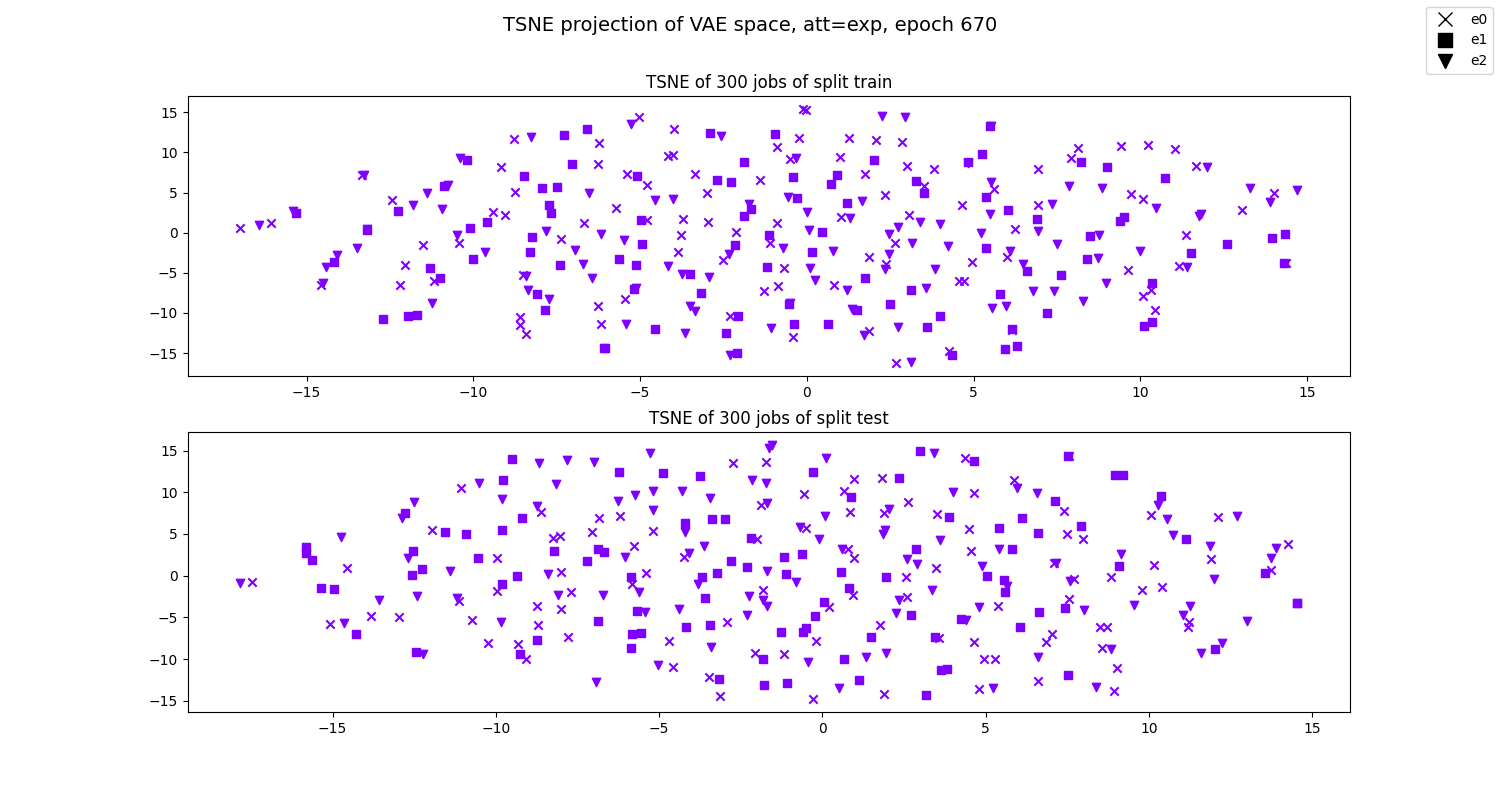 TSNE projection of VAE space, att=exp, epoch 670
e0
e1
e2
TSNE of 300 jobs of split train
15
10
5
0
−5
−10
−15
−15 −10 −5 0 5 10 15
TSNE of 300 jobs of split test
15
10
5
0
−5
−10
−15
−15 −10 −5 0 5 10 15